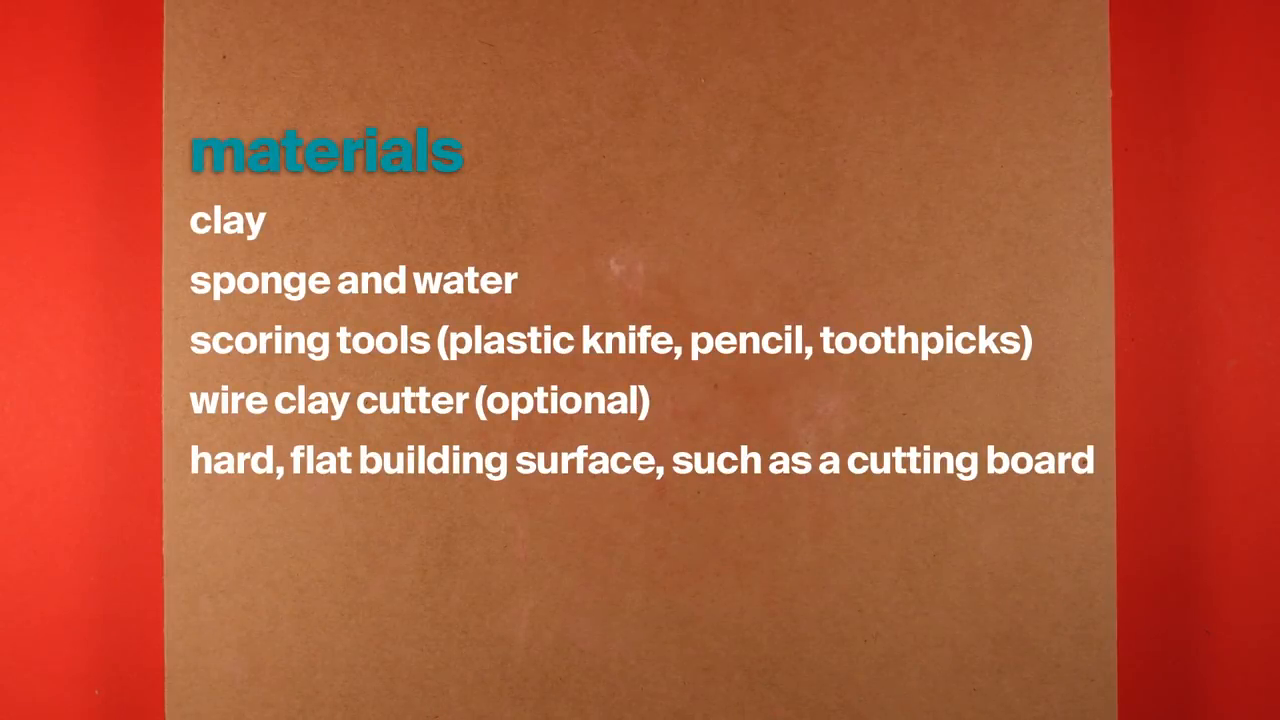 materials
clay
sponge and water
scoring tools (plastic knife, pencil, toothpicks)
wire clay cutter (optional)
hard, flat building surface, such as a cutting board